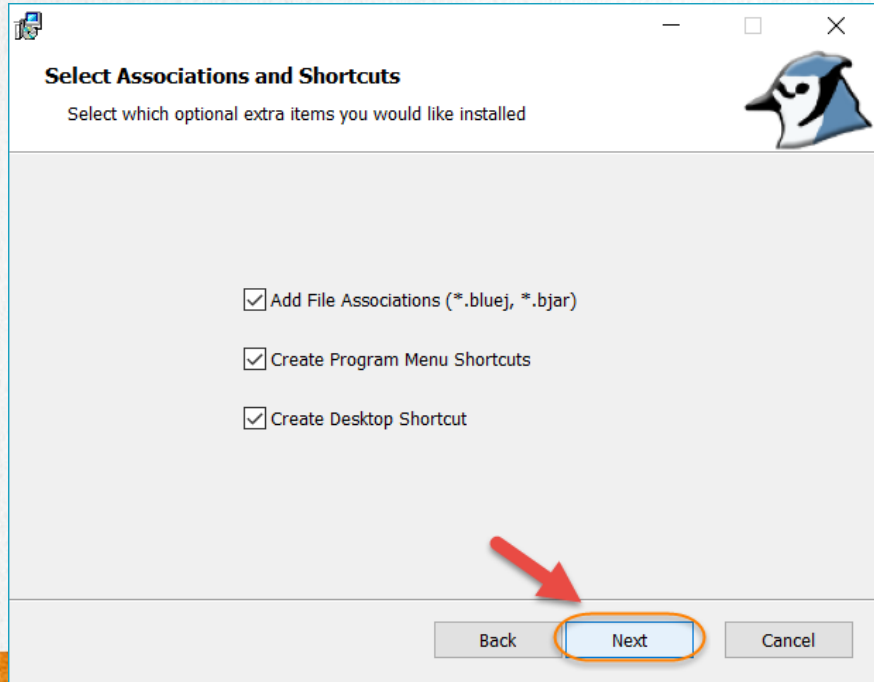 Select Associations and Shortcuts
Select which optional extra items you would like installed
Add File Associations (*.bluej, *.bjar)
Create Program Menu Shortcuts
Create Desktop Shortcut
Back Next Cancel